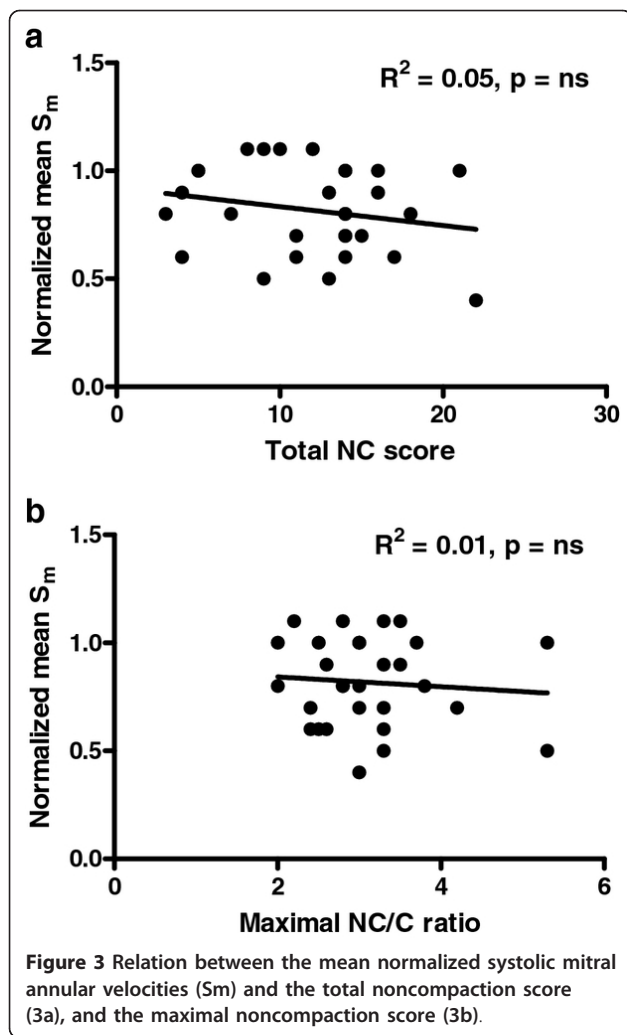 a
R² = 0.05, p = ns
Normalized mean Sₘ
1.5
1.0
0.5
0.0
0 10 20 30
Total NC score
b
R² = 0.01, p = ns
Normalized mean Sₘ
1.5
1.0
0.5
0.0
0 2 4 6
Maximal NC/C ratio
Figure 3 Relation between the mean normalized systolic mitral
annular velocities (Sm) and the total noncompaction score
(3a), and the maximal noncompaction score (3b).